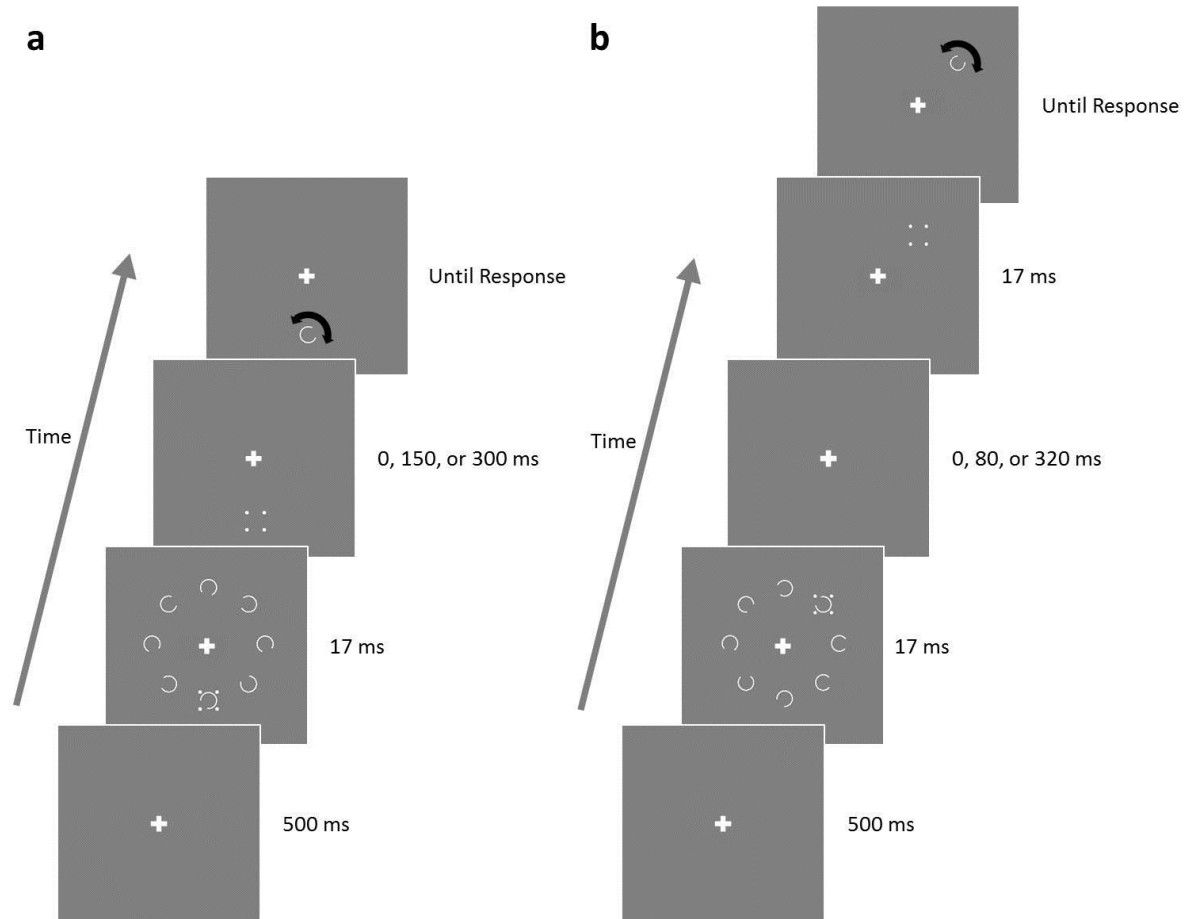 a
Until Response
Time
0, 150, or 300 ms
17 ms
500 ms
b
Until Response
17 ms
Time
0, 80, or 320 ms
17 ms
500 ms